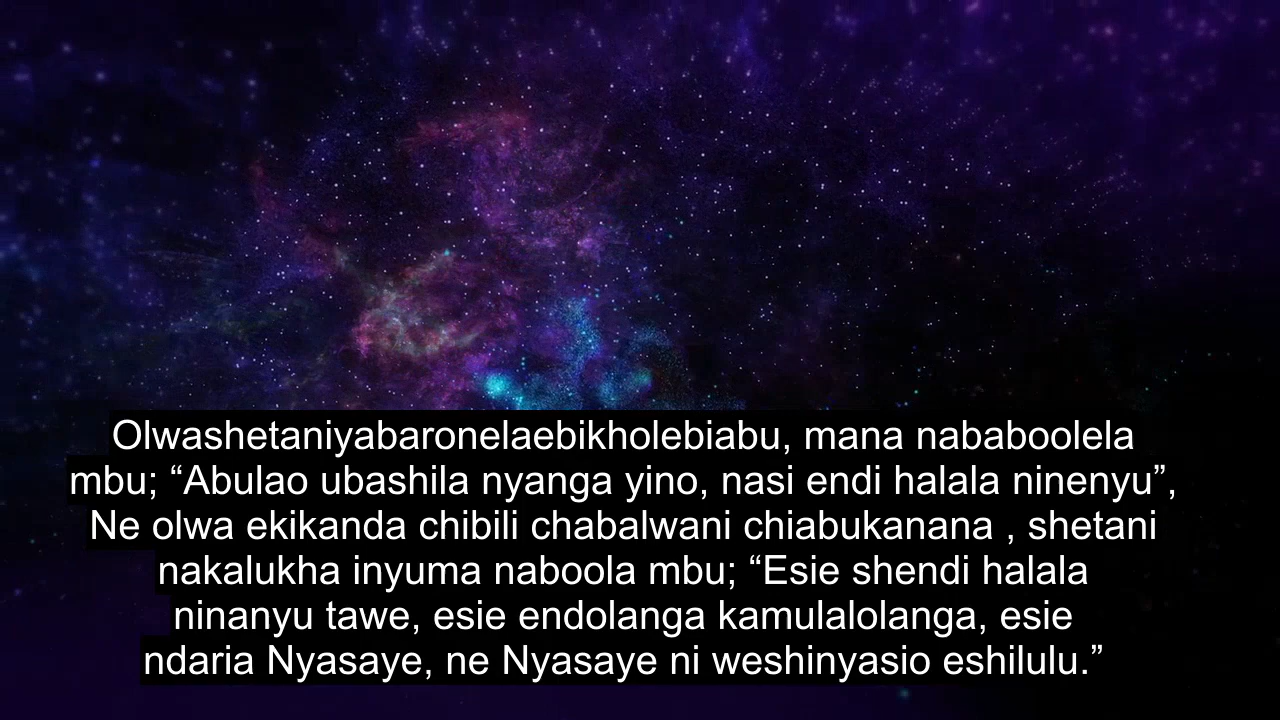 Olwashetaniyabaronelaebikholebiabu, mana nababoolela
mbu; “Abulao ubashila nyanga yino, nasi endi halala ninenyu”,
Ne olwa ekikanda chibili chabalwani chiabukanana , shetani
nakalukha inyuma naboola mbu; “Esie shendi halala
ninanyu tawe, esie endolanga kamulalolanga, esie
ndaria Nyasaye, ne Nyasaye ni weshinyasio eshilulu.”